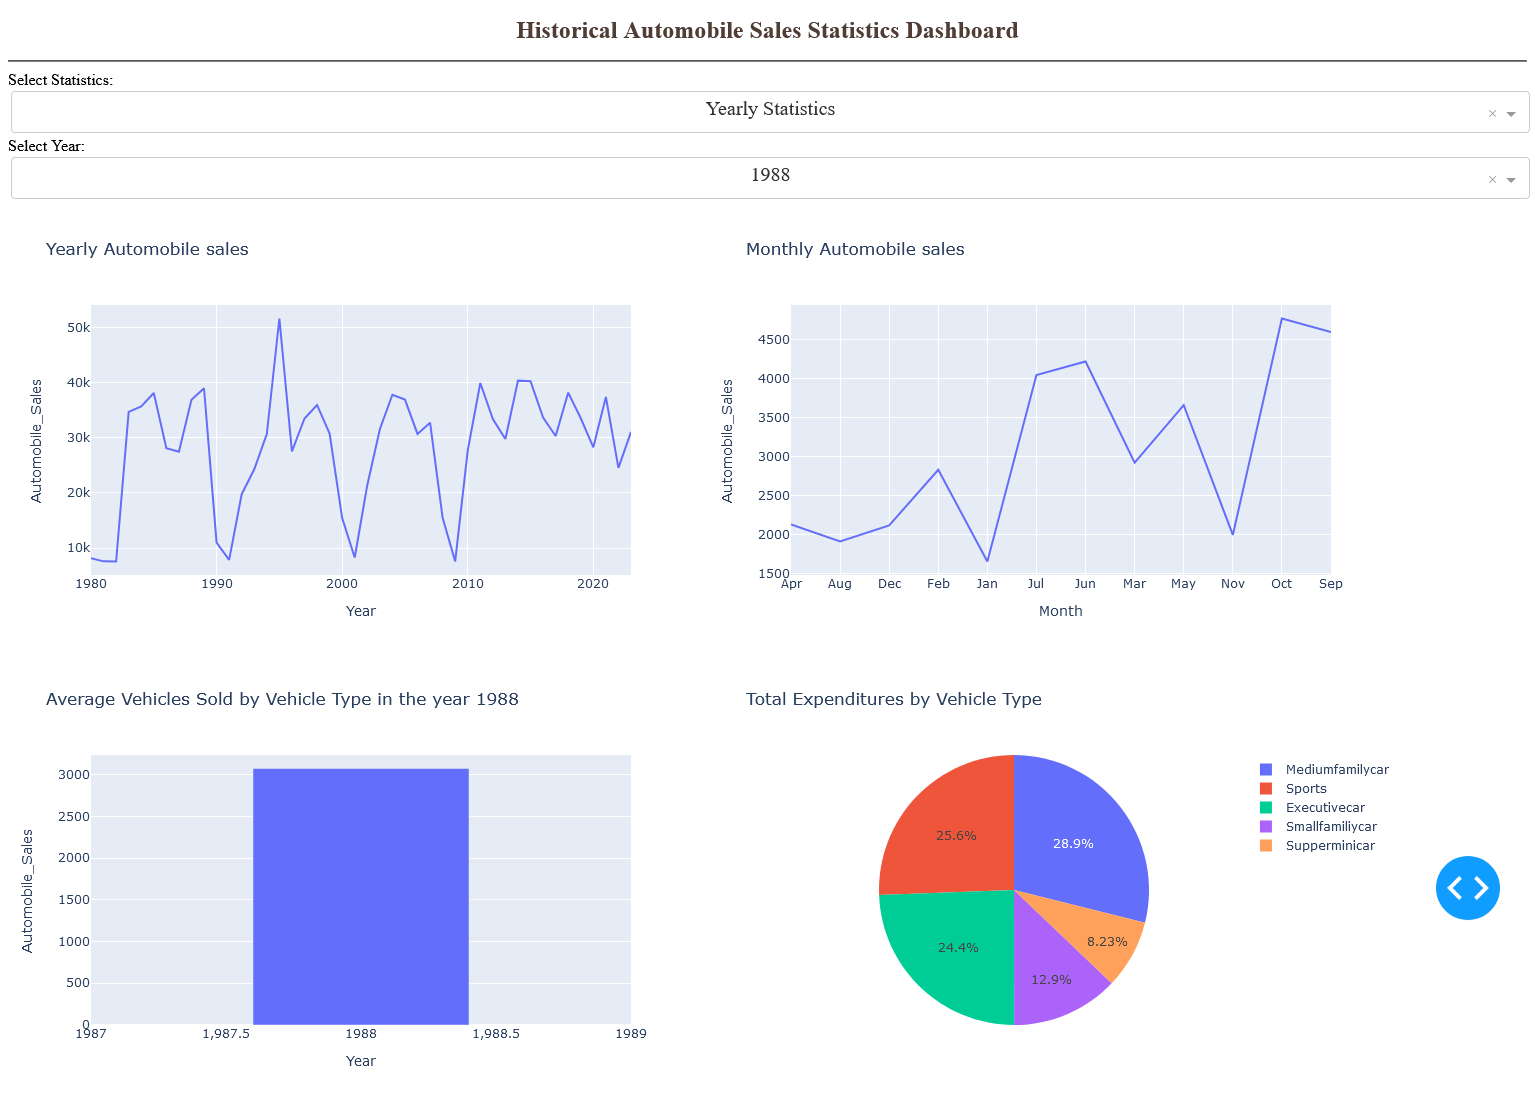 Historical Automobile Sales Statistics Dashboard
Select Statistics:
Yearly Statistics
×
Select Year:
1988
×
Yearly Automobile sales
50k
40k
30k
20k
10k
Automobile_Sales
1980 1990 2000 2010 2020
Year
Monthly Automobile sales
4500
4000
3500
3000
2500
2000
1500
Automobile_Sales
Apr Aug Dec Feb Jan Jul Jun Mar May Nov Oct Sep
Month
Average Vehicles Sold by Vehicle Type in the year 1988
3000
2500
2000
1500
1000
500
0
Automobile_Sales
1987 1,987.5 1988 1,988.5 1989
Year
Total Expenditures by Vehicle Type
25.6%
28.9%
24.4%
8.23%
12.9%
Mediumfamilycar
Sports
Executivecar
Smallfamiliycar
Supperminicar